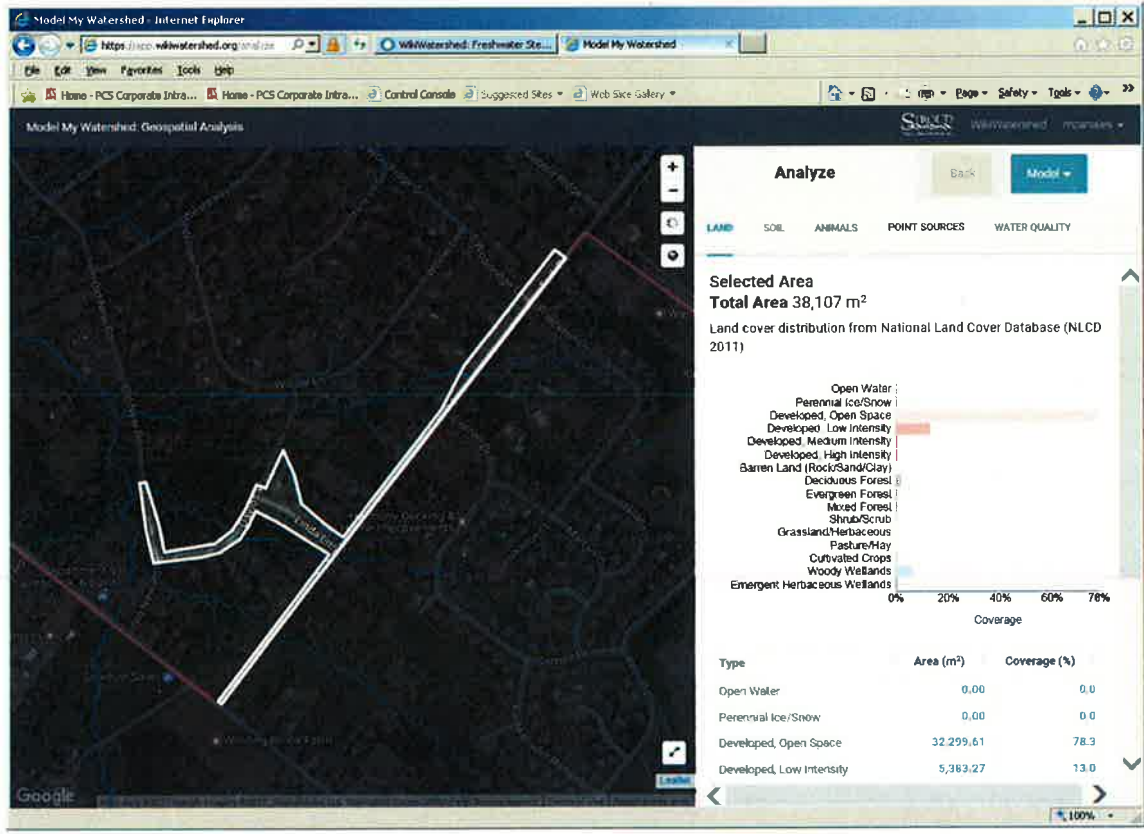 Model My Watershed - Internet Explorer
WikiWatershed: Freshwater Ste...
Model My Watershed
File Edit View Favorites Tools Help
Home - PCS Corporate Intra...
Home - PCS Corporate Intra...
Control Console
Suggested Sites
Web Slice Gallery
Page
Safety
Tools
Model My Watershed: Geospatial Analysis
WikiWatershed
Analyze
Back
Model
LAND
SOIL
ANIMALS
POINT SOURCES
WATER QUALITY
Selected Area
Total Area 38,107 m²
Land cover distribution from National Land Cover Database (NLCD
2011)
Open Water
Perennial Ice/Snow
Developed, Open Space
Developed, Low Intensity
Developed, Medium Intensity
Developed, High Intensity
Barren Land (Rock/Sand/Clay)
Deciduous Forest
Evergreen Forest
Mixed Forest
Shrub/Scrub
Grassland/Herbaceous
Pasture/Hay
Cultivated Crops
Woody Wetlands
Emergent Herbaceous Wetlands
0% 20% 40% 60% 78%
Coverage
Type Area (m²) Coverage (%)
Open Water 0.00 0.0
Perennial Ice/Snow 0.00 0.0
Developed, Open Space 32,299.61 78.3
Developed, Low Intensity 5,363.27 13.0
Leaflet
Google
100%